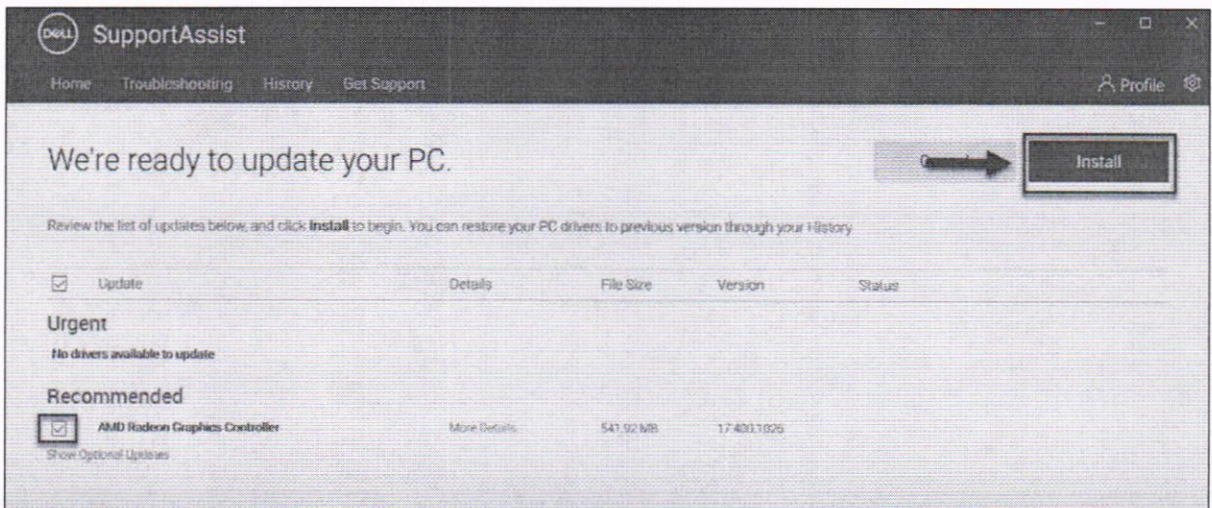 DELL SupportAssist
Home Troubleshooting History Get Support Profile
We're ready to update your PC.
Install
Review the list of updates below, and click Install to begin. You can restore your PC drivers to previous version through your History
Update Details File Size Version Status
Urgent
No drivers available to update
Recommended
AMD Radeon Graphics Controller More Details 541.92 MB 17.400.1026
Show Optional Updates